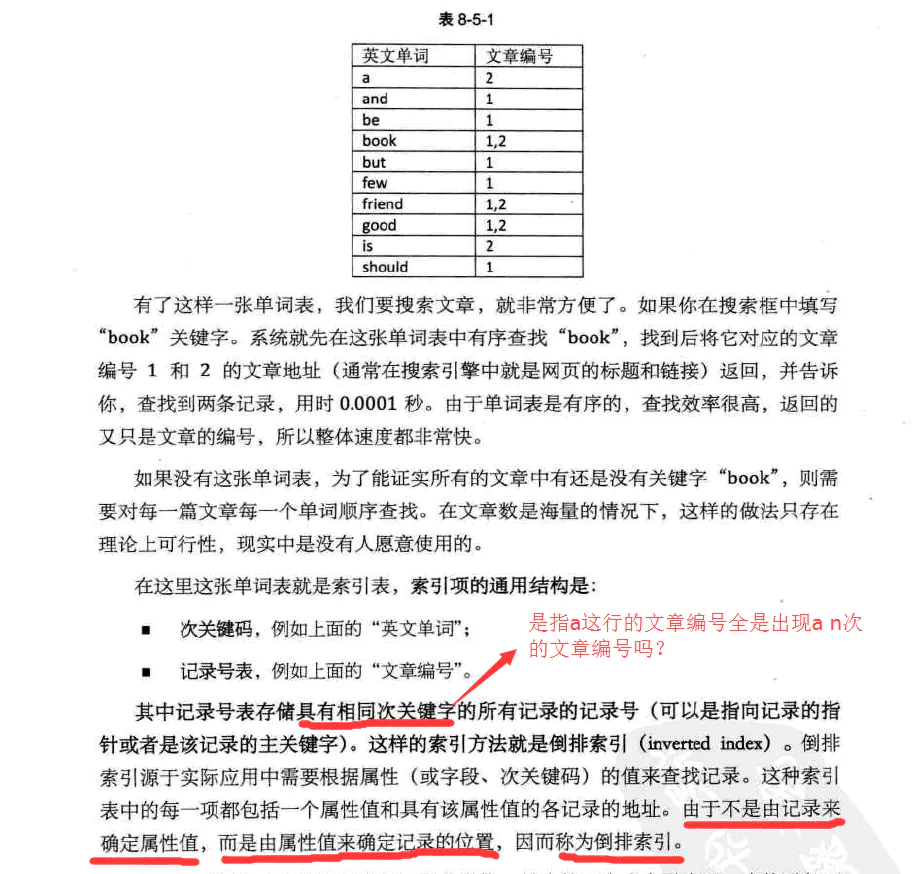 表 8-5-1
英文单词 文章编号
a 2
and 1
be 1
book 1,2
but 1
few 1
friend 1,2
good 1,2
is 2
should 1
有了这样一张单词表，我们要搜索文章，就非常方便了。如果你在搜索框中填写
“book”关键字。系统就先在这张单词表中有序查找“book”，找到后将它对应的文章
编号 1 和 2 的文章地址（通常在搜索引擎中就是网页的标题和链接）返回，并告诉
你，查找到两条记录，用时 0.0001 秒。由于单词表是有序的，查找效率很高，返回的
又只是文章的编号，所以整体速度都非常快。
如果没有这张单词表，为了能证实所有的文章中有还是没有关键字“book”，则需
要对每一篇文章每一个单词顺序查找。在文章数是海量的情况下，这样的做法只存在
理论上可行性，现实中是没有人愿意使用的。
在这里这张单词表就是索引表，索引项的通用结构是：
■ 次关键码，例如上面的“英文单词”；
■ 记录号表，例如上面的“文章编号”。
是指a这行的文章编号全是出现a n次
的文章编号吗？
其中记录号表存储具有相同次关键字的所有记录的记录号（可以是指向记录的指
针或者是该记录的主关键字）。这样的索引方法就是倒排索引（inverted index）。倒排
索引源于实际应用中需要根据属性（或字段、次关键码）的值来查找记录。这种索引
表中的每一项都包括一个属性值和具有该属性值的各记录的地址。由于不是由记录来
确定属性值，而是由属性值来确定记录的位置，因而称为倒排索引。